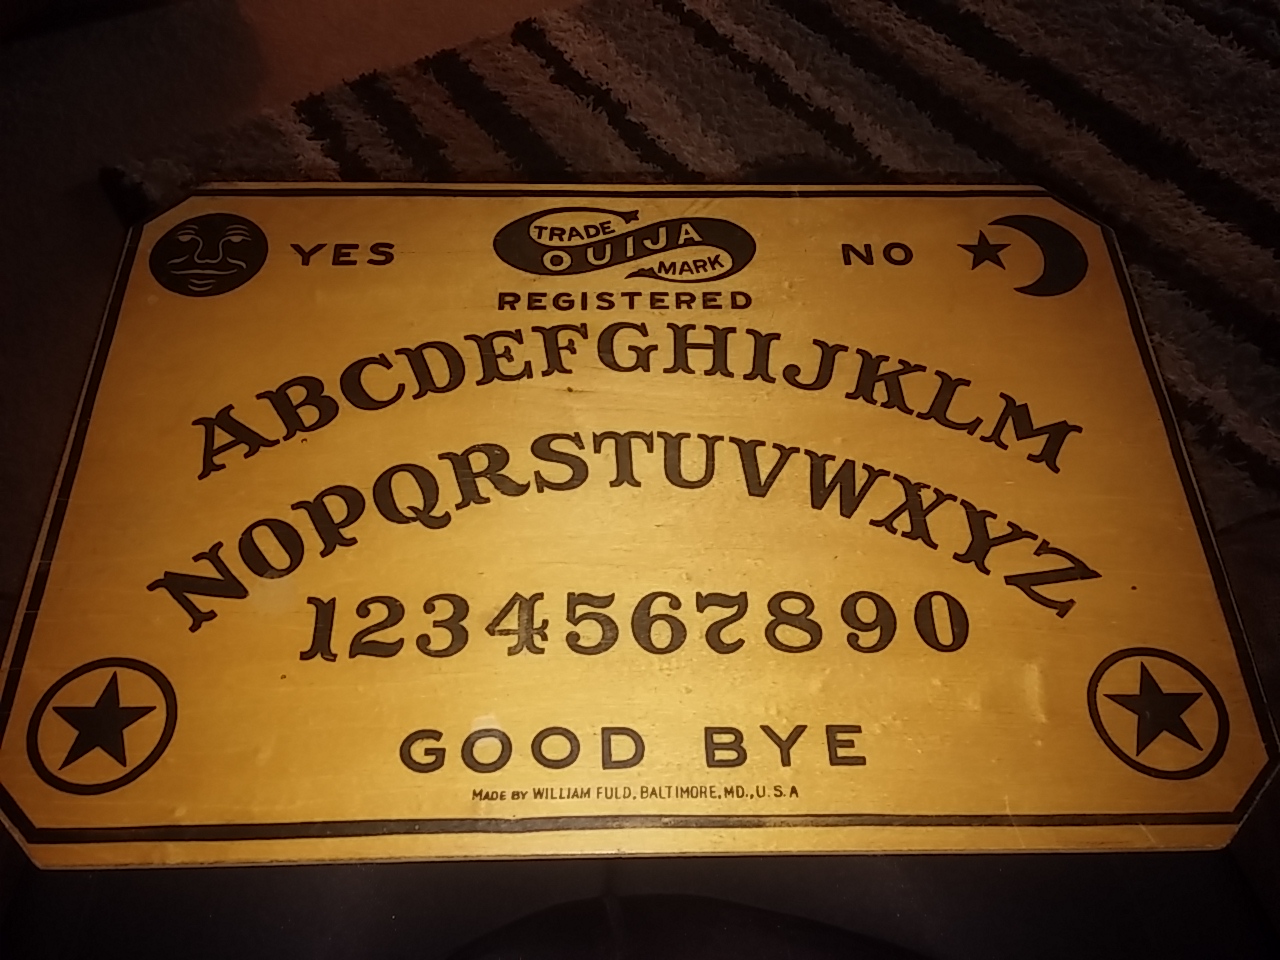 YES
TRADE
OUIJA
MARK
NO
REGISTERED
ABCDEFGHIJKLM
NOPQRSTUVWXYZ
1234567890
GOOD BYE
MADE BY WILLIAM FULD, BALTIMORE, MD., U.S.A